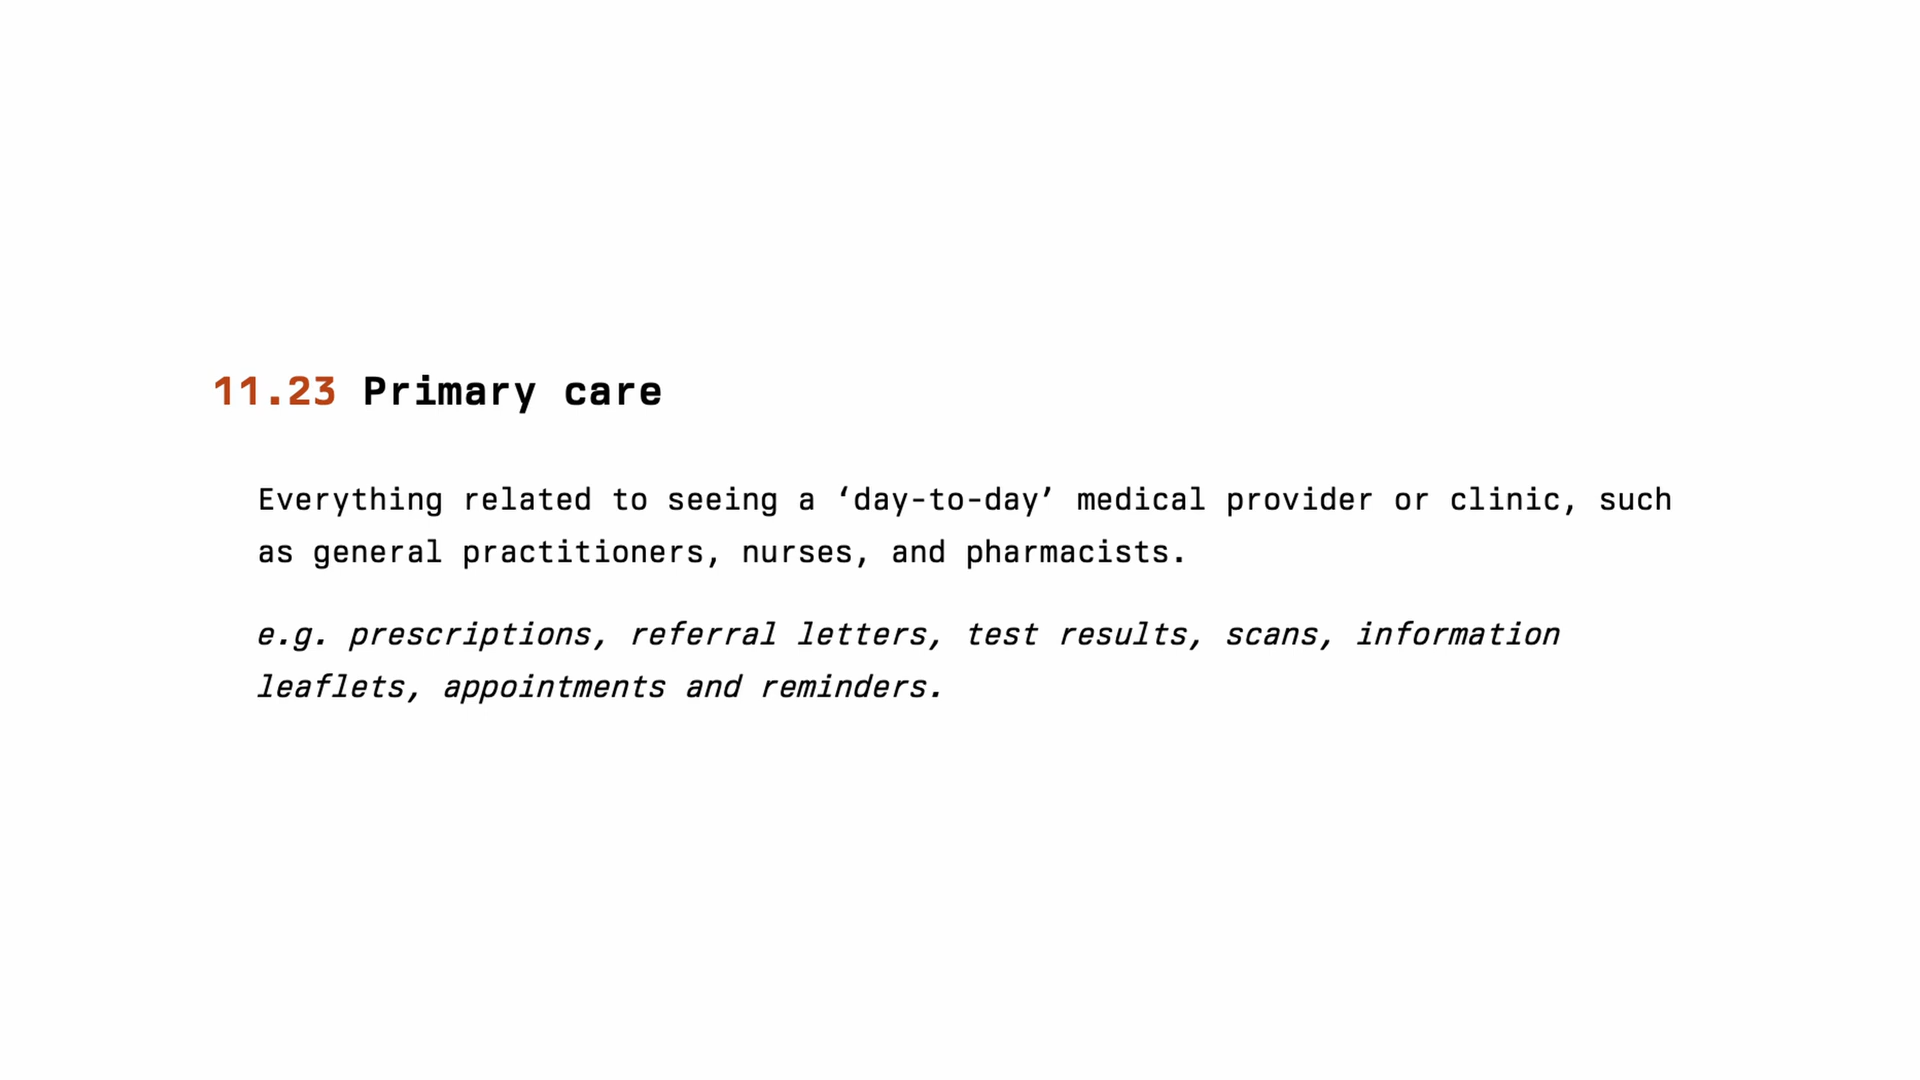 11.23 Primary care
Everything related to seeing a ‘day-to-day’ medical provider or clinic, such
as general practitioners, nurses, and pharmacists.
e.g. prescriptions, referral letters, test results, scans, information
leaflets, appointments and reminders.